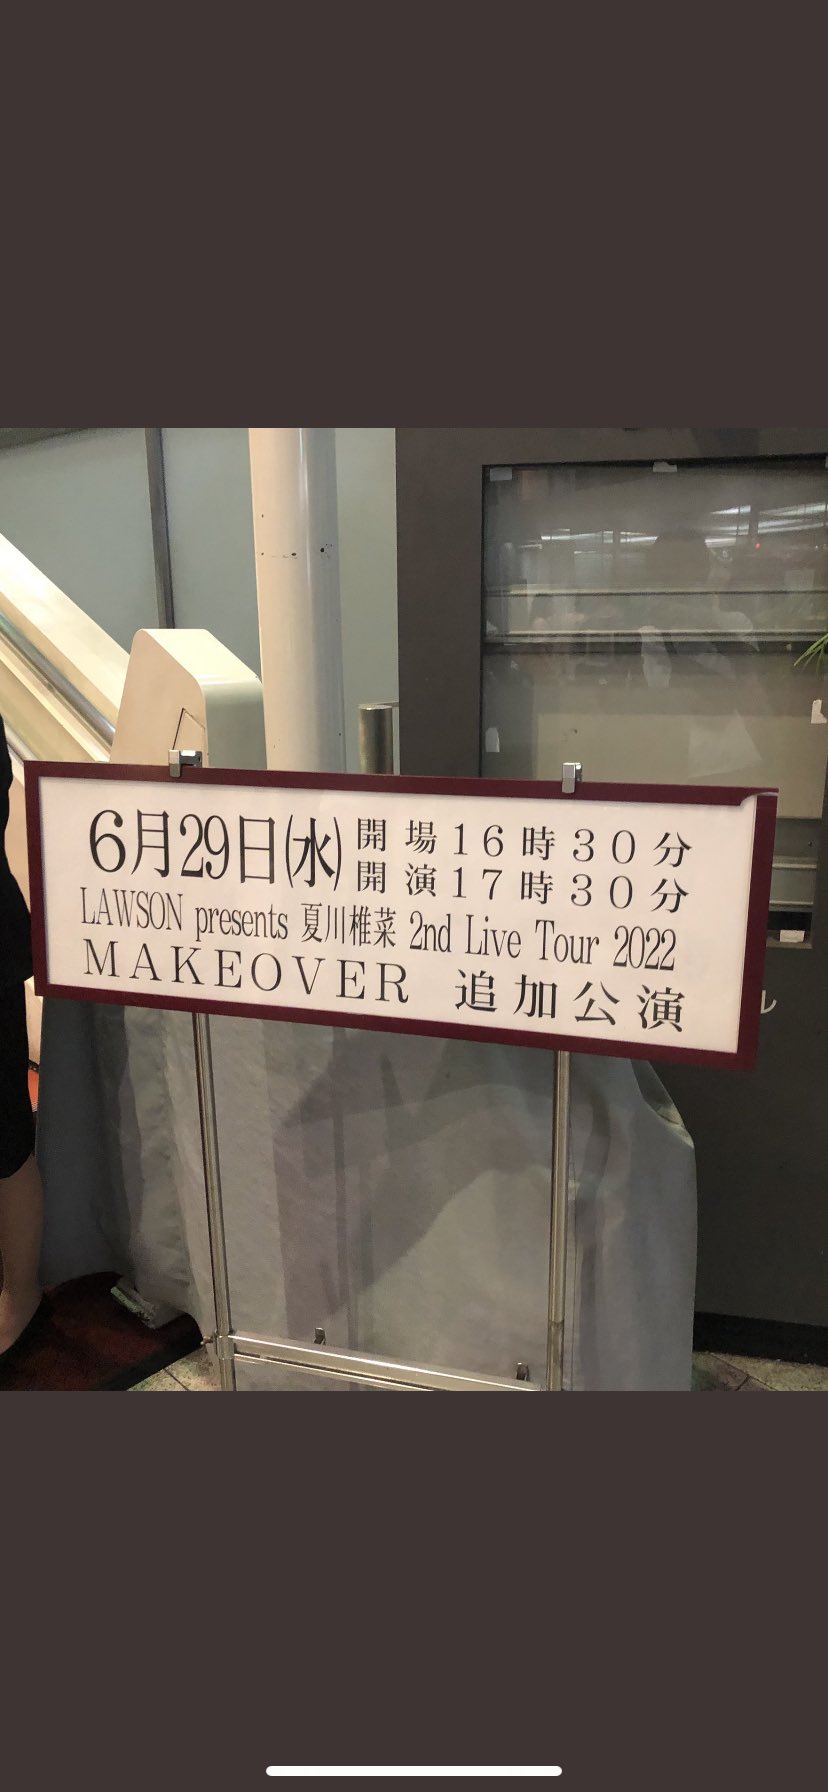 6月29日(水) 開場16時30分
開演17時30分
LAWSON presents 夏川椎菜 2nd Live Tour 2022
MAKEOVER 追加公演
ル